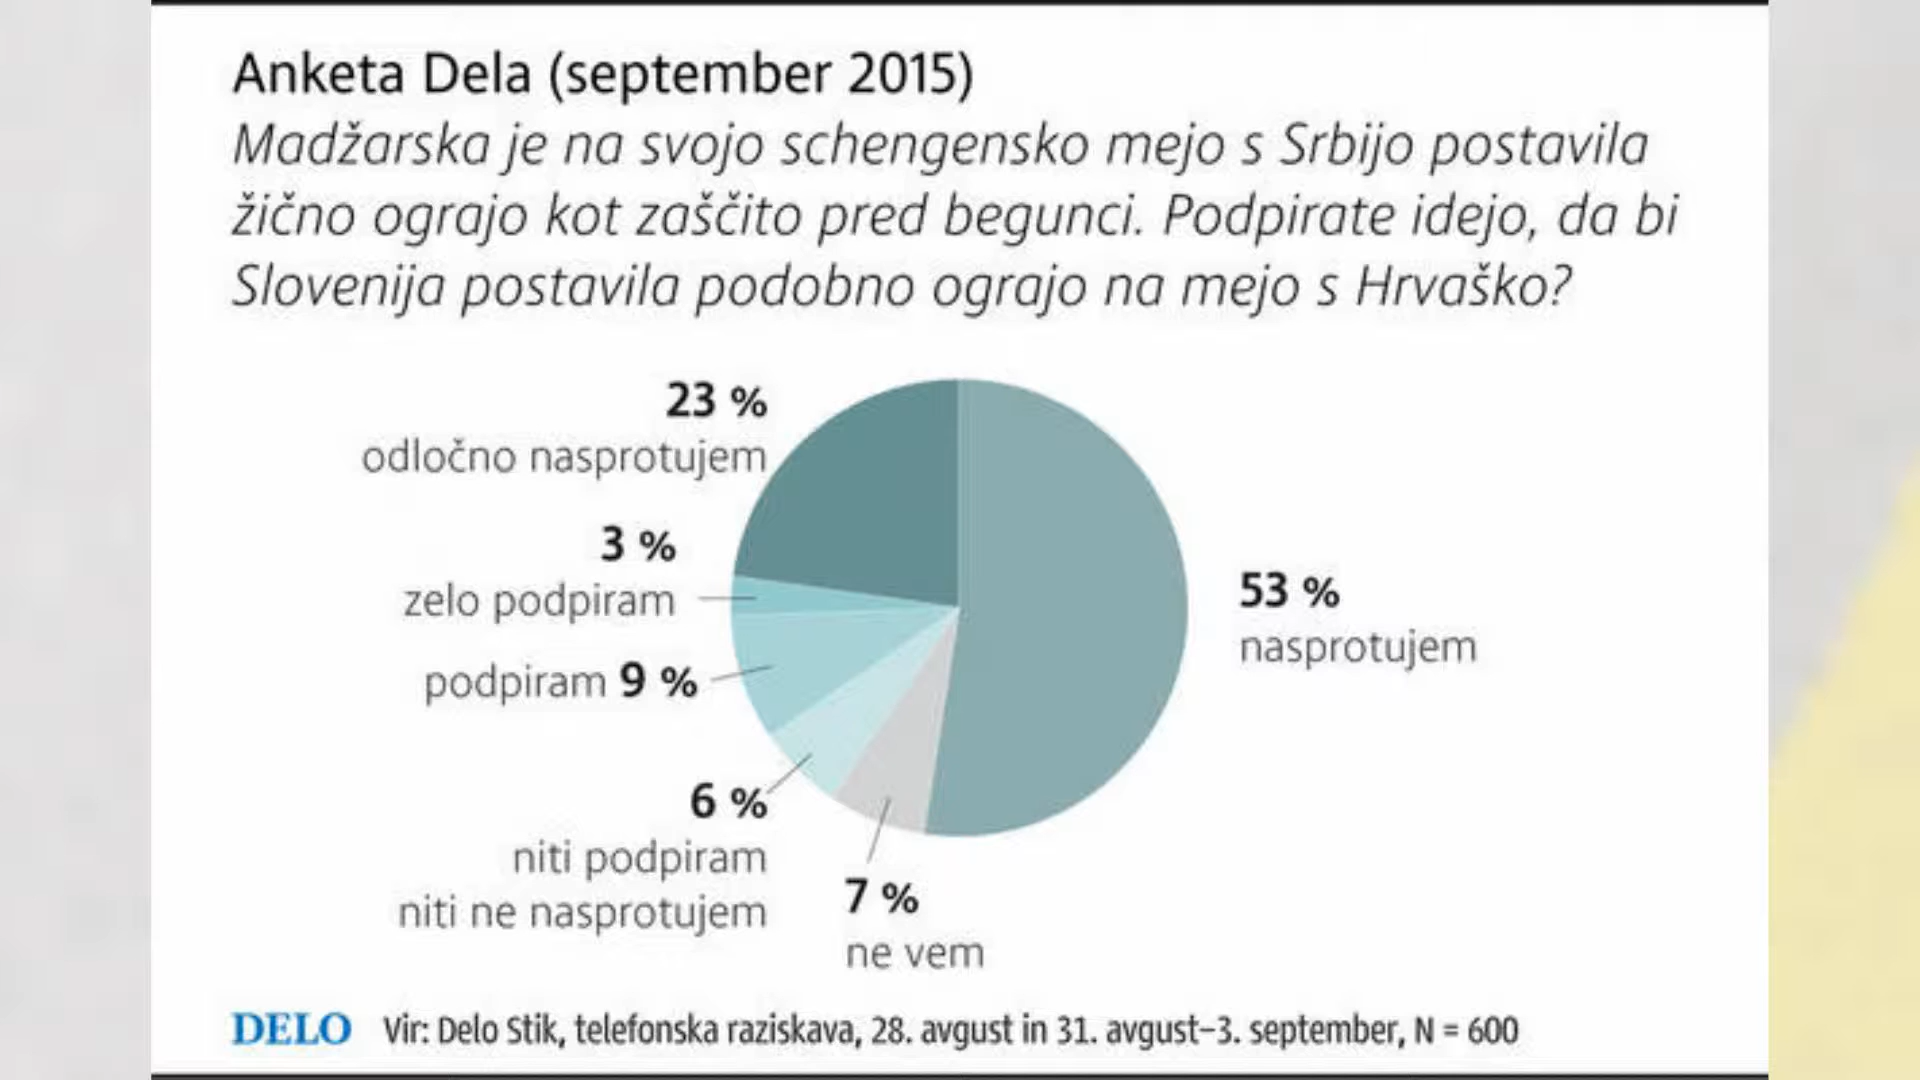 Anketa Dela (september 2015)
Madžarska je na svojo schengensko mejo s Srbijo postavila
žično ograjo kot zaščito pred begunci. Podpirate idejo, da bi
Slovenija postavila podobno ograjo na mejo s Hrvaško?
23 %
odločno nasprotujem
3 %
zelo podpiram
podpiram 9 %
6 %
niti podpiram
niti ne nasprotujem
7 %
ne vem
53 %
nasprotujem
DELO Vir: Delo Stik, telefonska raziskava, 28. avgust in 31. avgust–3. september, N = 600